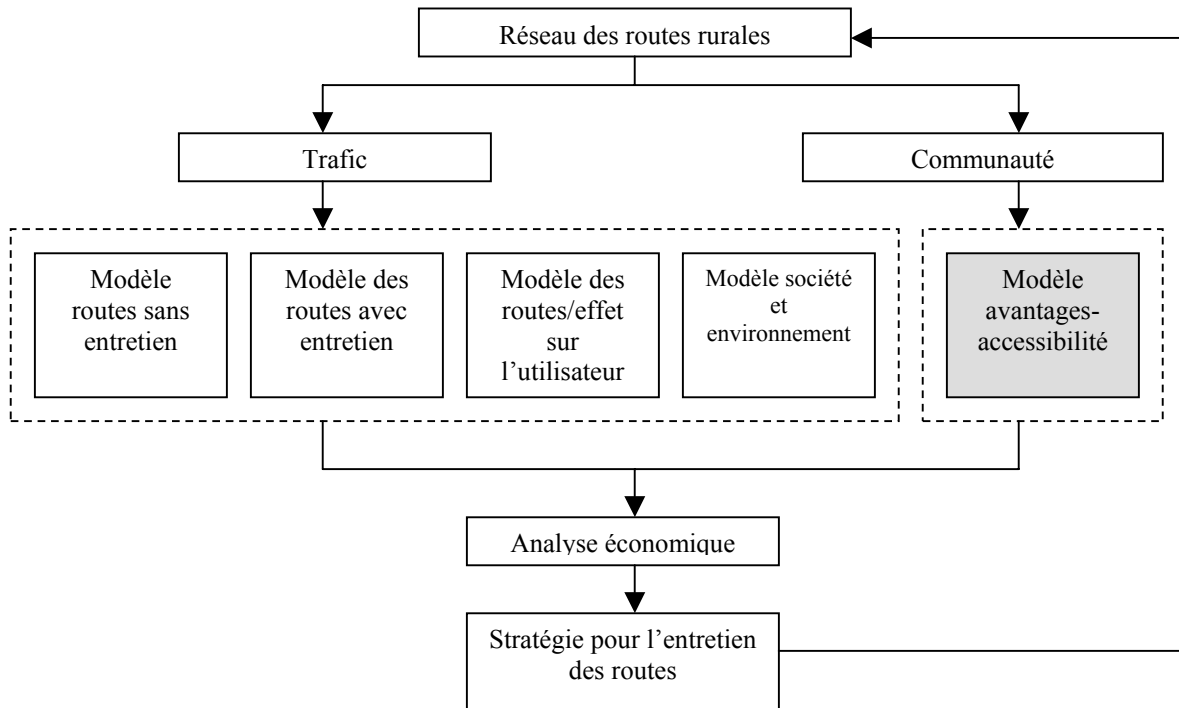 Réseau des routes rurales
Trafic
Communauté
Modèle
routes sans
entretien
Modèle des
routes avec
entretien
Modèle des
routes/effet
sur
l’utilisateur
Modèle société
et
environnement
Modèle
avantages-
accessibilité
Analyse économique
Stratégie pour l’entretien
des routes